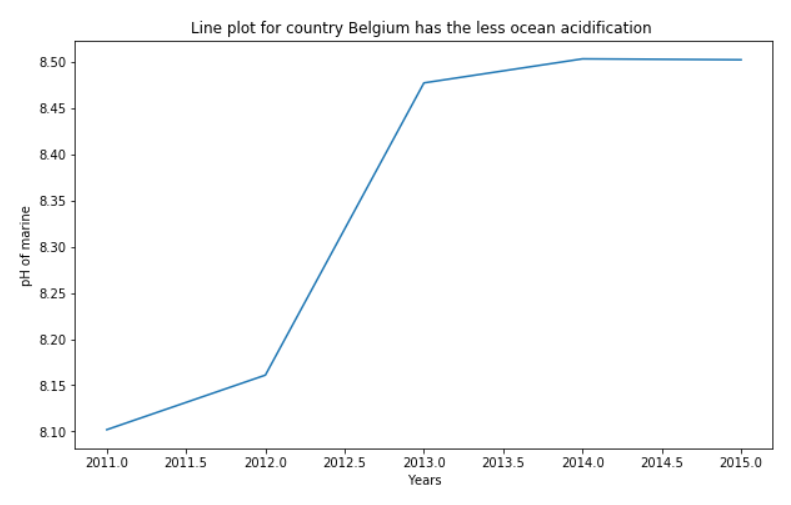 Line plot for country Belgium has the less ocean acidification
8.50
8.45
8.40
8.35
8.30
8.25
8.20
8.15
8.10
pH of marine
2011.0 2011.5 2012.0 2012.5 2013.0 2013.5 2014.0 2014.5 2015.0
Years